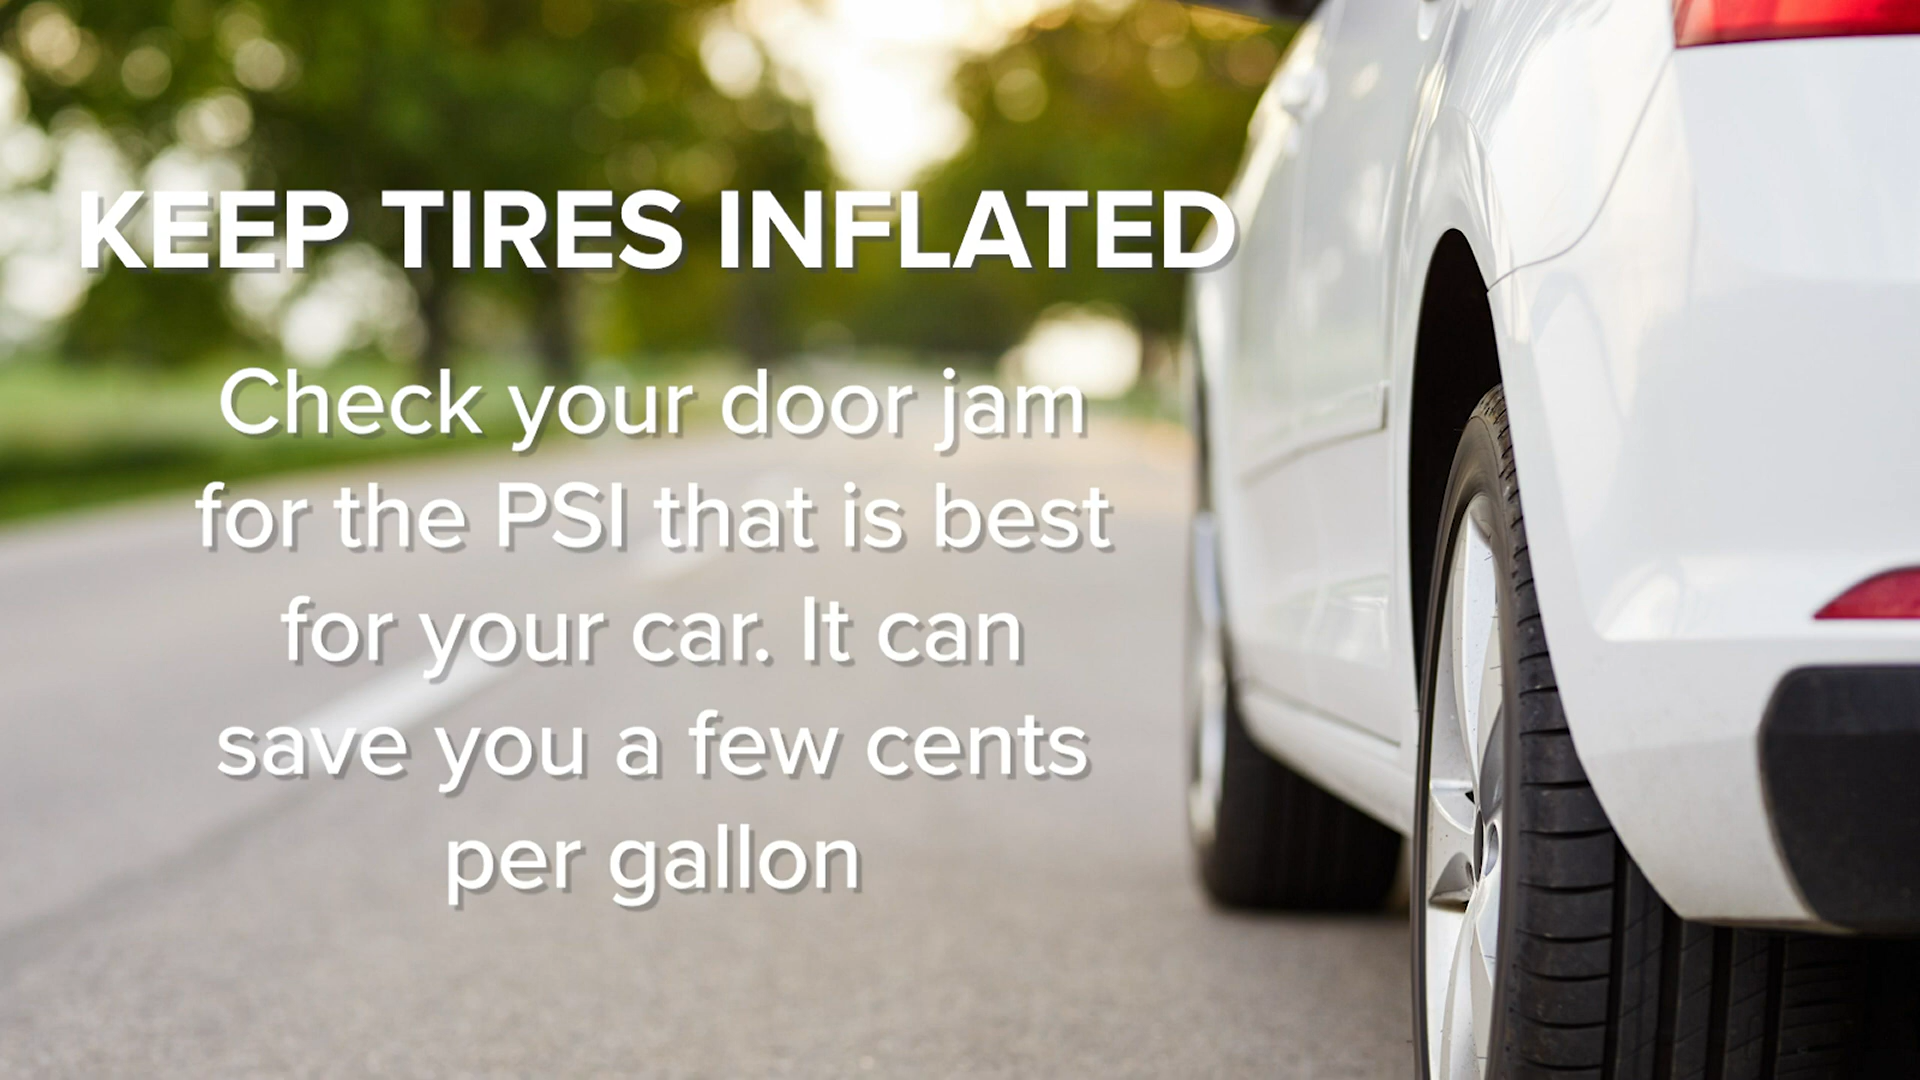 KEEP TIRES INFLATED
Check your door jam
for the PSI that is best
for your car. It can
save you a few cents
per gallon